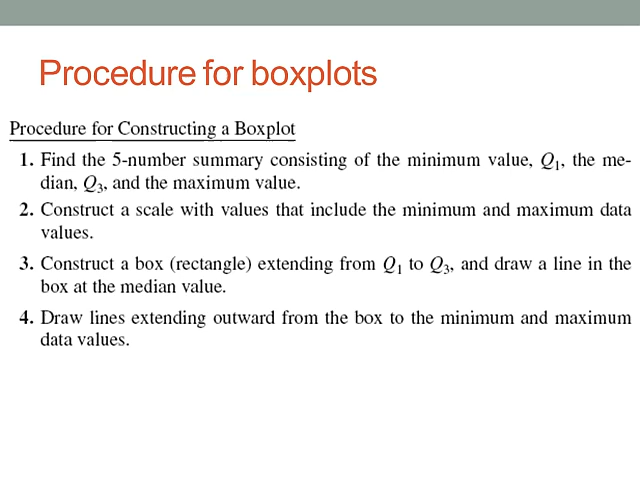 Procedure for boxplots
Procedure for Constructing a Boxplot
1. Find the 5-number summary consisting of the minimum value, Q1, the me-
dian, Q3, and the maximum value.
2. Construct a scale with values that include the minimum and maximum data
values.
3. Construct a box (rectangle) extending from Q1 to Q3, and draw a line in the
box at the median value.
4. Draw lines extending outward from the box to the minimum and maximum
data values.